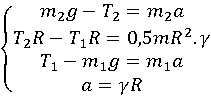 m₂g − T₂ = m₂a
T₂R − T₁R = 0,5mR².γ
T₁ − m₁g = m₁a
a = γR